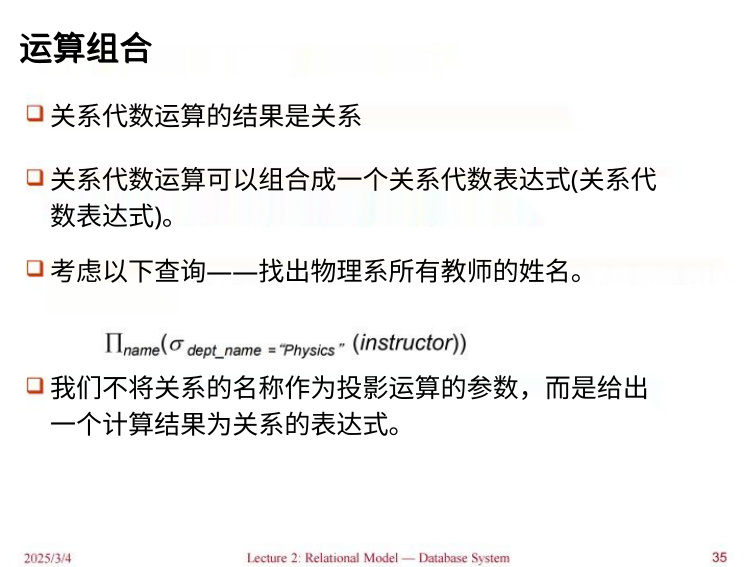 运算组合
❑ 关系代数运算的结果是关系
❑ 关系代数运算可以组合成一个关系代数表达式(关系代
数表达式)。
❑ 考虑以下查询——找出物理系所有教师的姓名。
∏name(σ dept_name =“Physics” (instructor))
❑ 我们不将关系的名称作为投影运算的参数，而是给出
一个计算结果为关系的表达式。
2025/3/4 Lecture 2: Relational Model — Database System 35